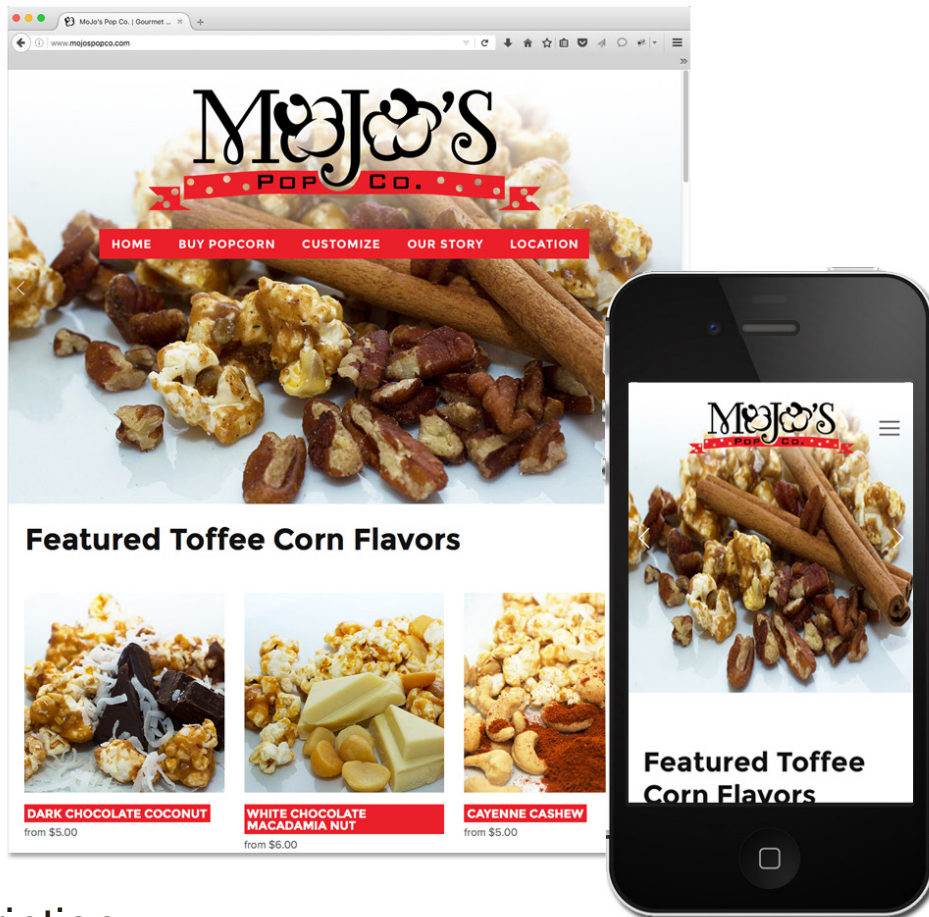 MoJo's Pop Co. | Gourmet ...
www.mojospopco.com
MoJo's
Pop Co.
HOME BUY POPCORN CUSTOMIZE OUR STORY LOCATION
Featured Toffee Corn Flavors
DARK CHOCOLATE COCONUT
from $5.00
WHITE CHOCOLATE
MACADAMIA NUT
from $6.00
CAYENNE CASHEW
from $5.00
MoJo's
Pop Co.
Featured Toffee
Corn Flavors